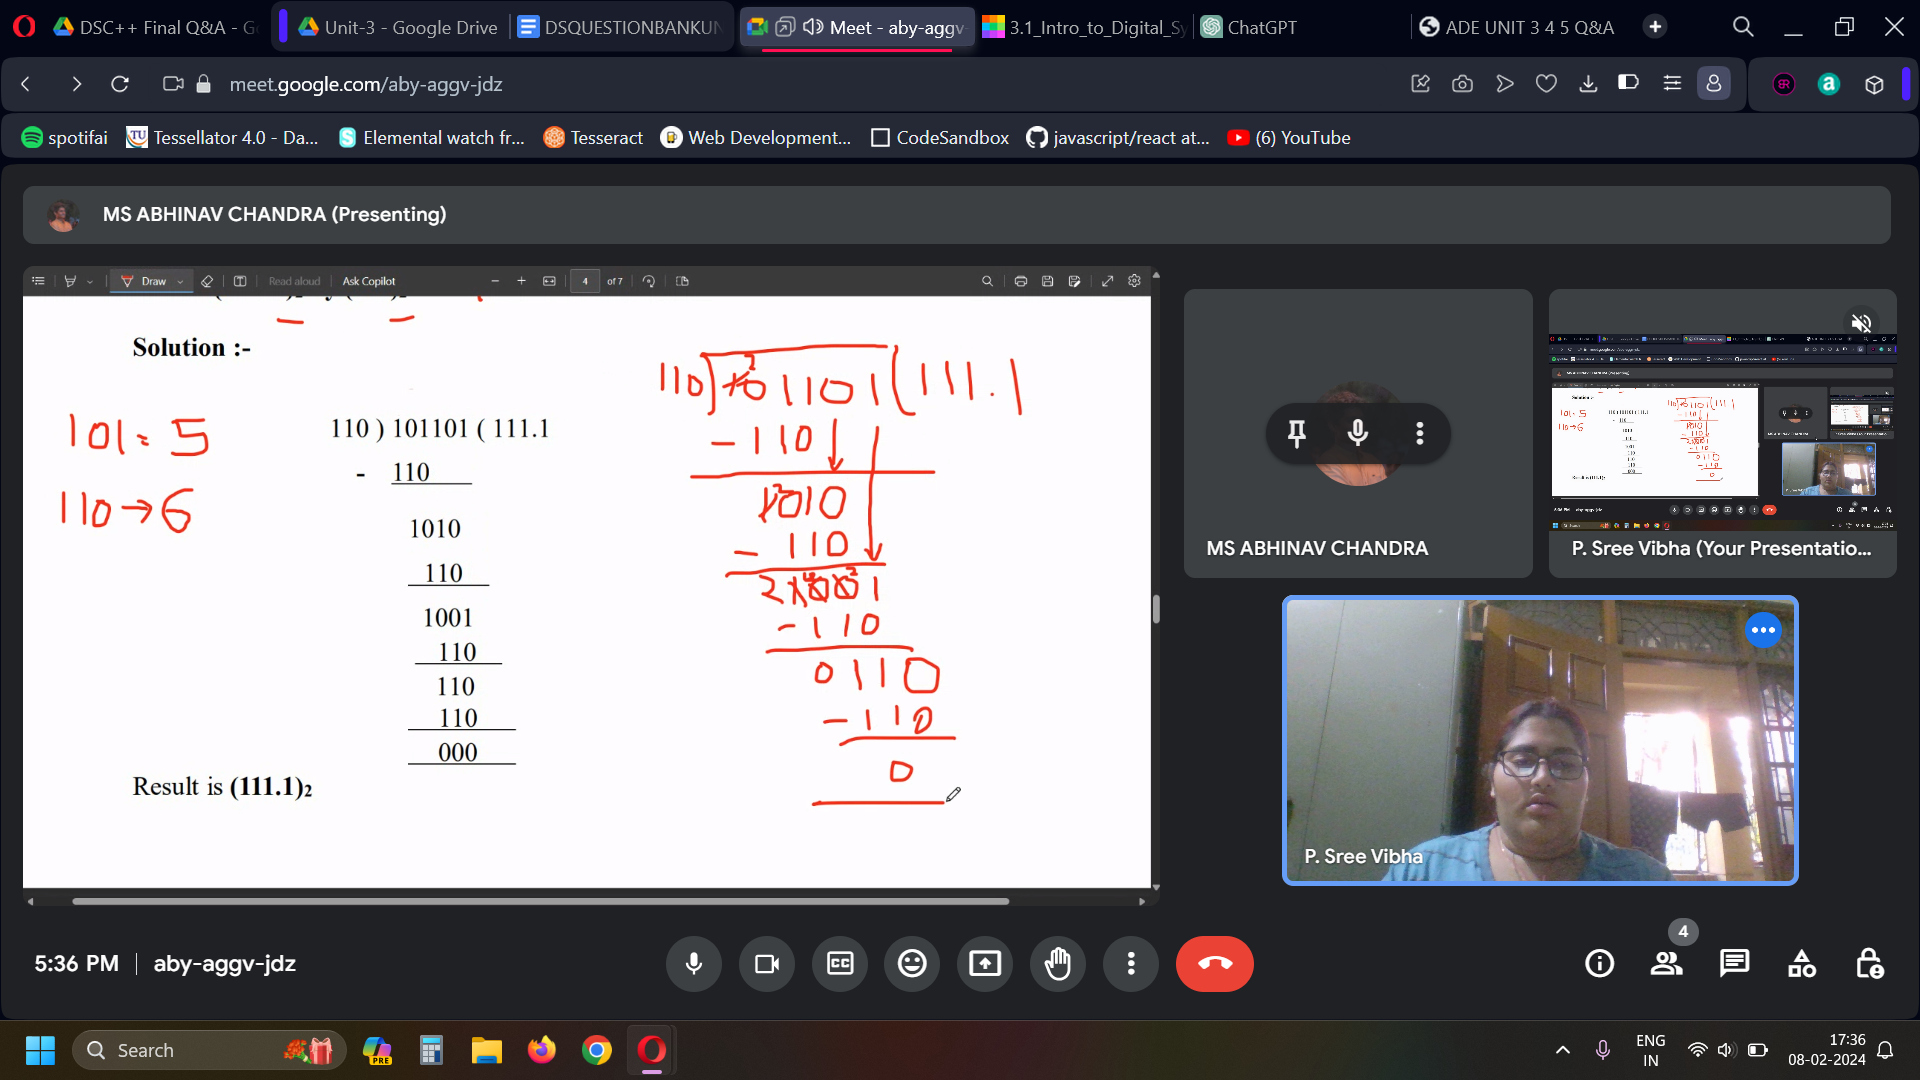 DSC++ Final Q&A - G
Unit-3 - Google Drive
DSQUESTIONBANKUN
Meet - aby-aggv-
3.1_Intro_to_Digital_Sy
ChatGPT
ADE UNIT 3 4 5 Q&A
meet.google.com/aby-aggv-jdz
spotifai
TU
Tessellator 4.0 - Da...
Elemental watch fr...
Tesseract
Web Development...
CodeSandbox
javascript/react at...
(6) YouTube
MS ABHINAV CHANDRA (Presenting)
Draw
Read aloud
Ask Copilot
4
of 7
Solution :-
110 ) 101101 ( 111.1
- 110
1010
110
1001
110
110
110
000
Result is (111.1)2
101 = 5
110 → 6
110 101101 ( 111.1
- 110
1010
- 110
- 110
0110
- 110
0
MS ABHINAV CHANDRA
P. Sree Vibha (Your Presentatio...
P. Sree Vibha
5:36 PM
aby-aggv-jdz
CC
4
Search
PRE
ENG
IN
17:36
08-02-2024